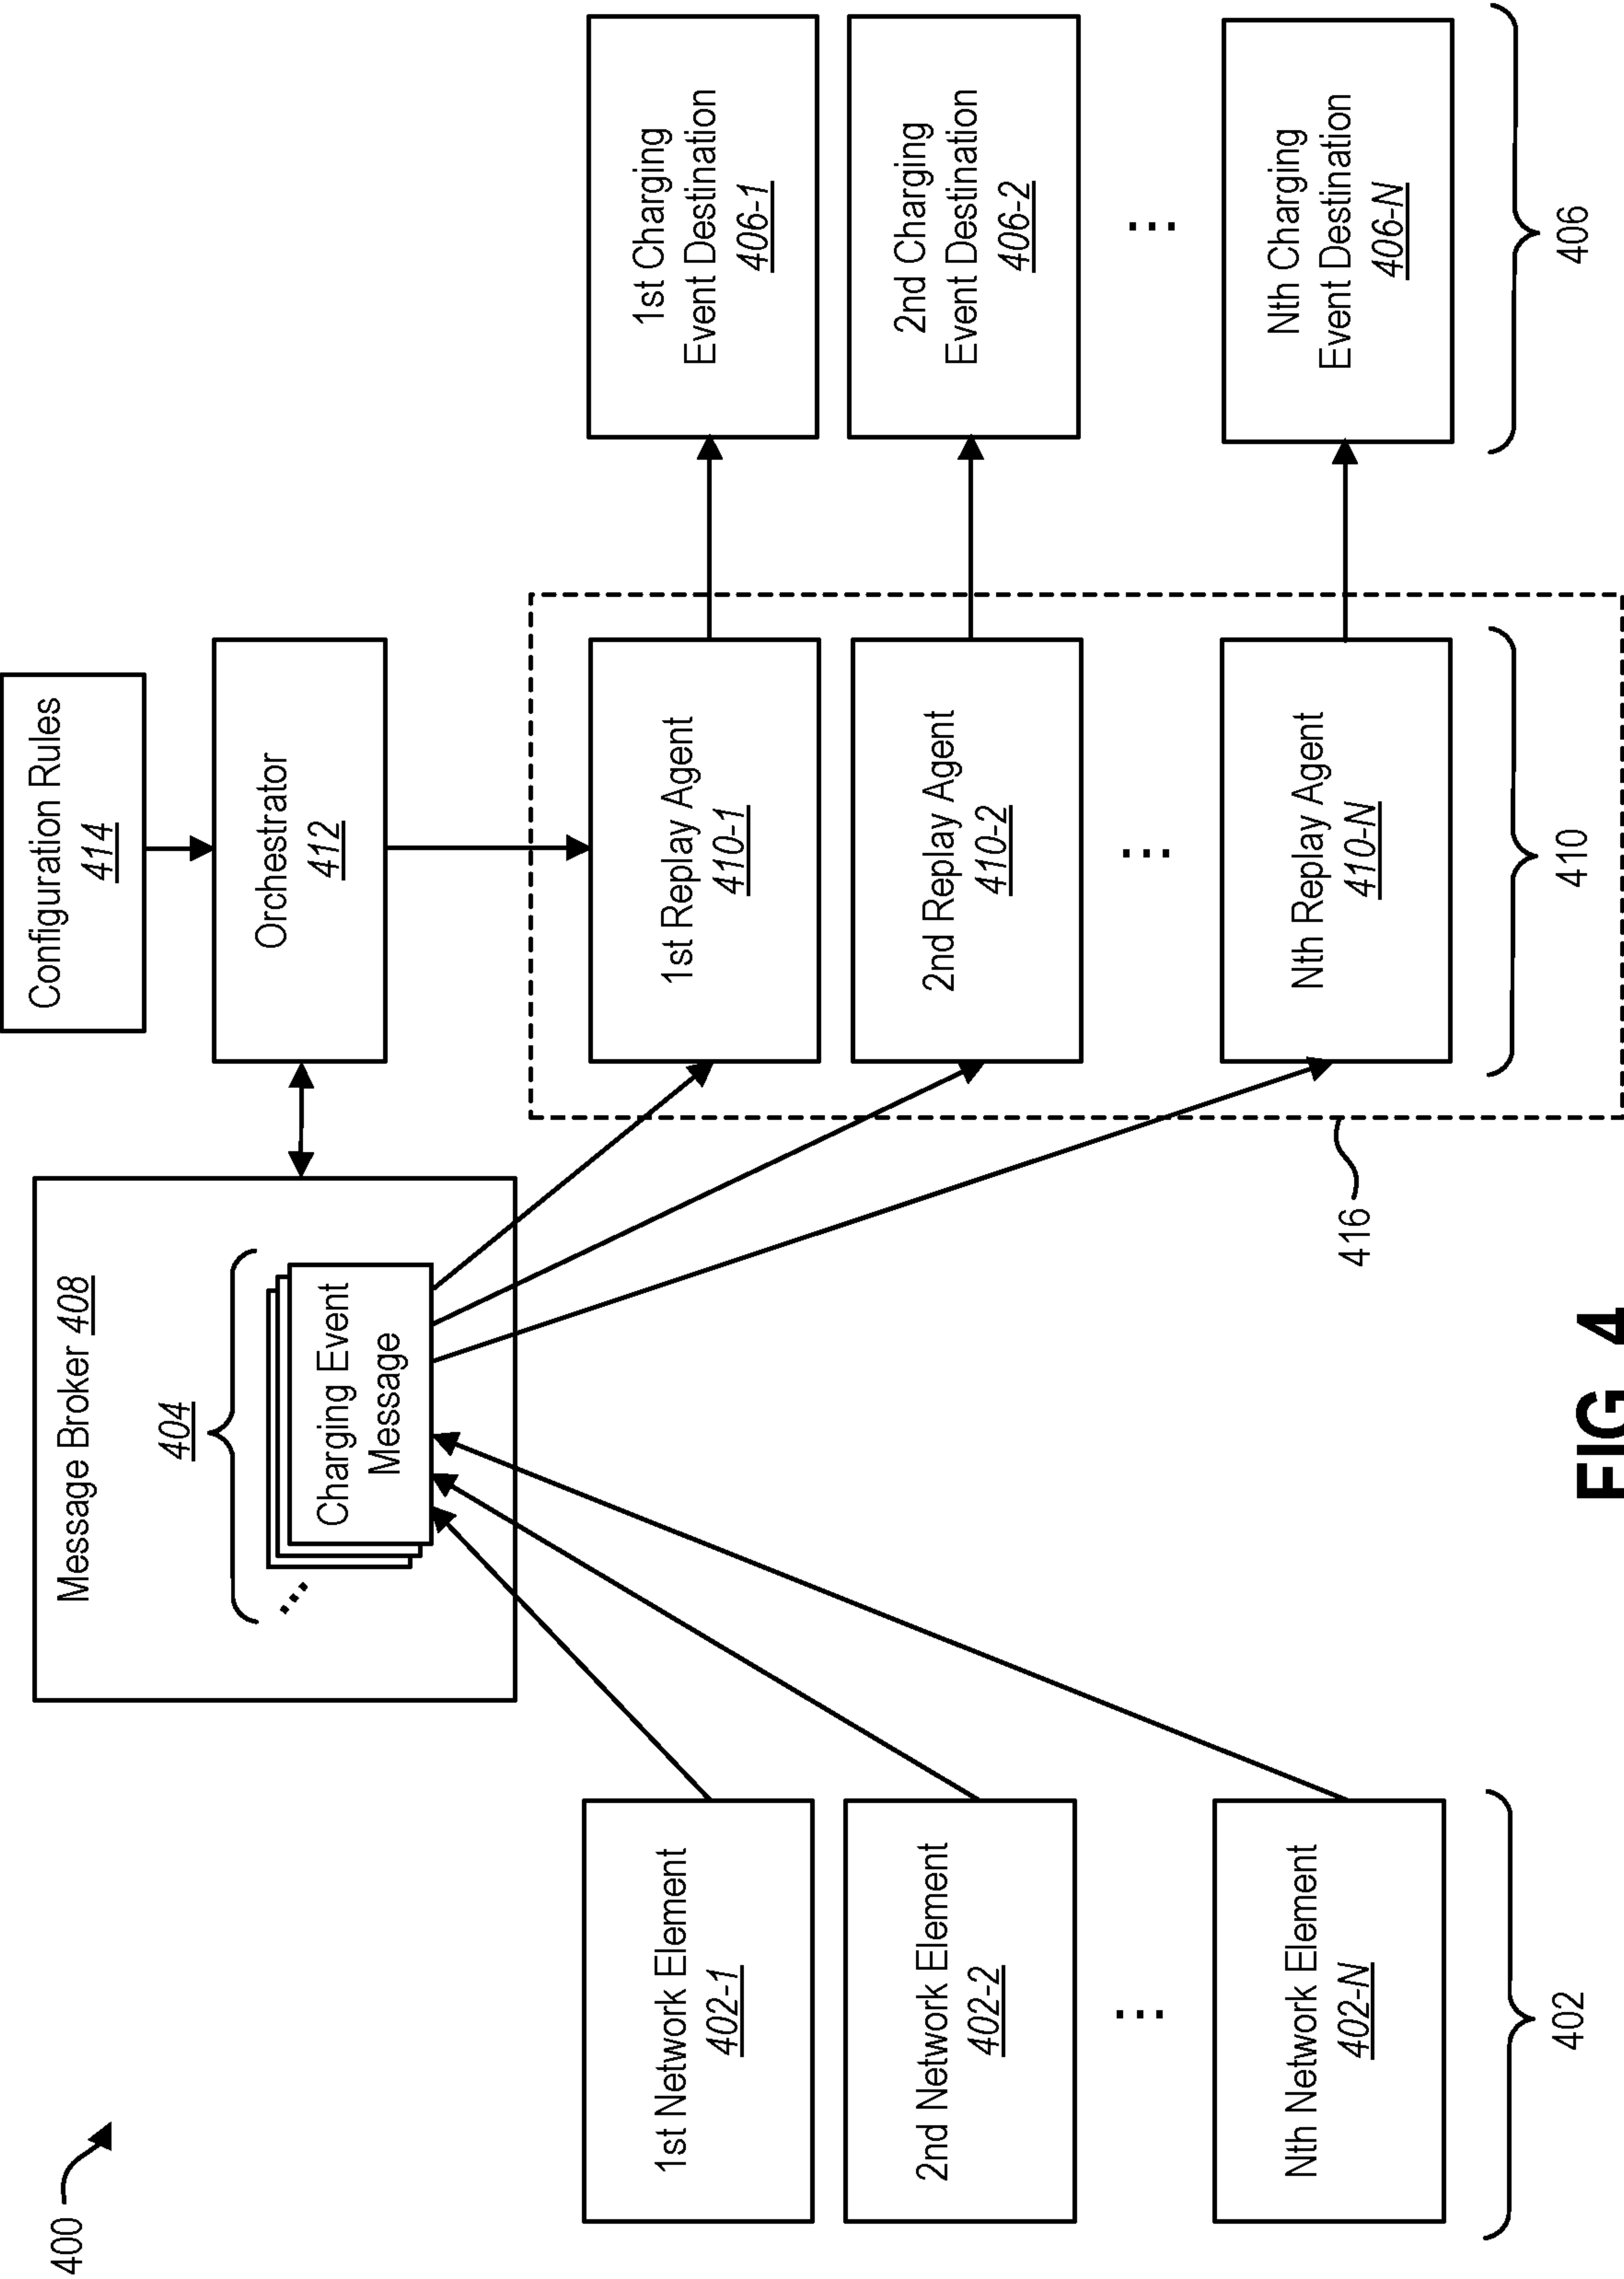 400
Configuration Rules
414
Message Broker 408
404
Charging Event
Message
Orchestrator
412
1st Network Element
402-1
1st Replay Agent
410-1
1st Charging
Event Destination
406-1
2nd Network Element
402-2
2nd Replay Agent
410-2
2nd Charging
Event Destination
406-2
...
...
...
Nth Network Element
402-N
Nth Replay Agent
410-N
Nth Charging
Event Destination
406-N
416
402
410
406
FIG. 4